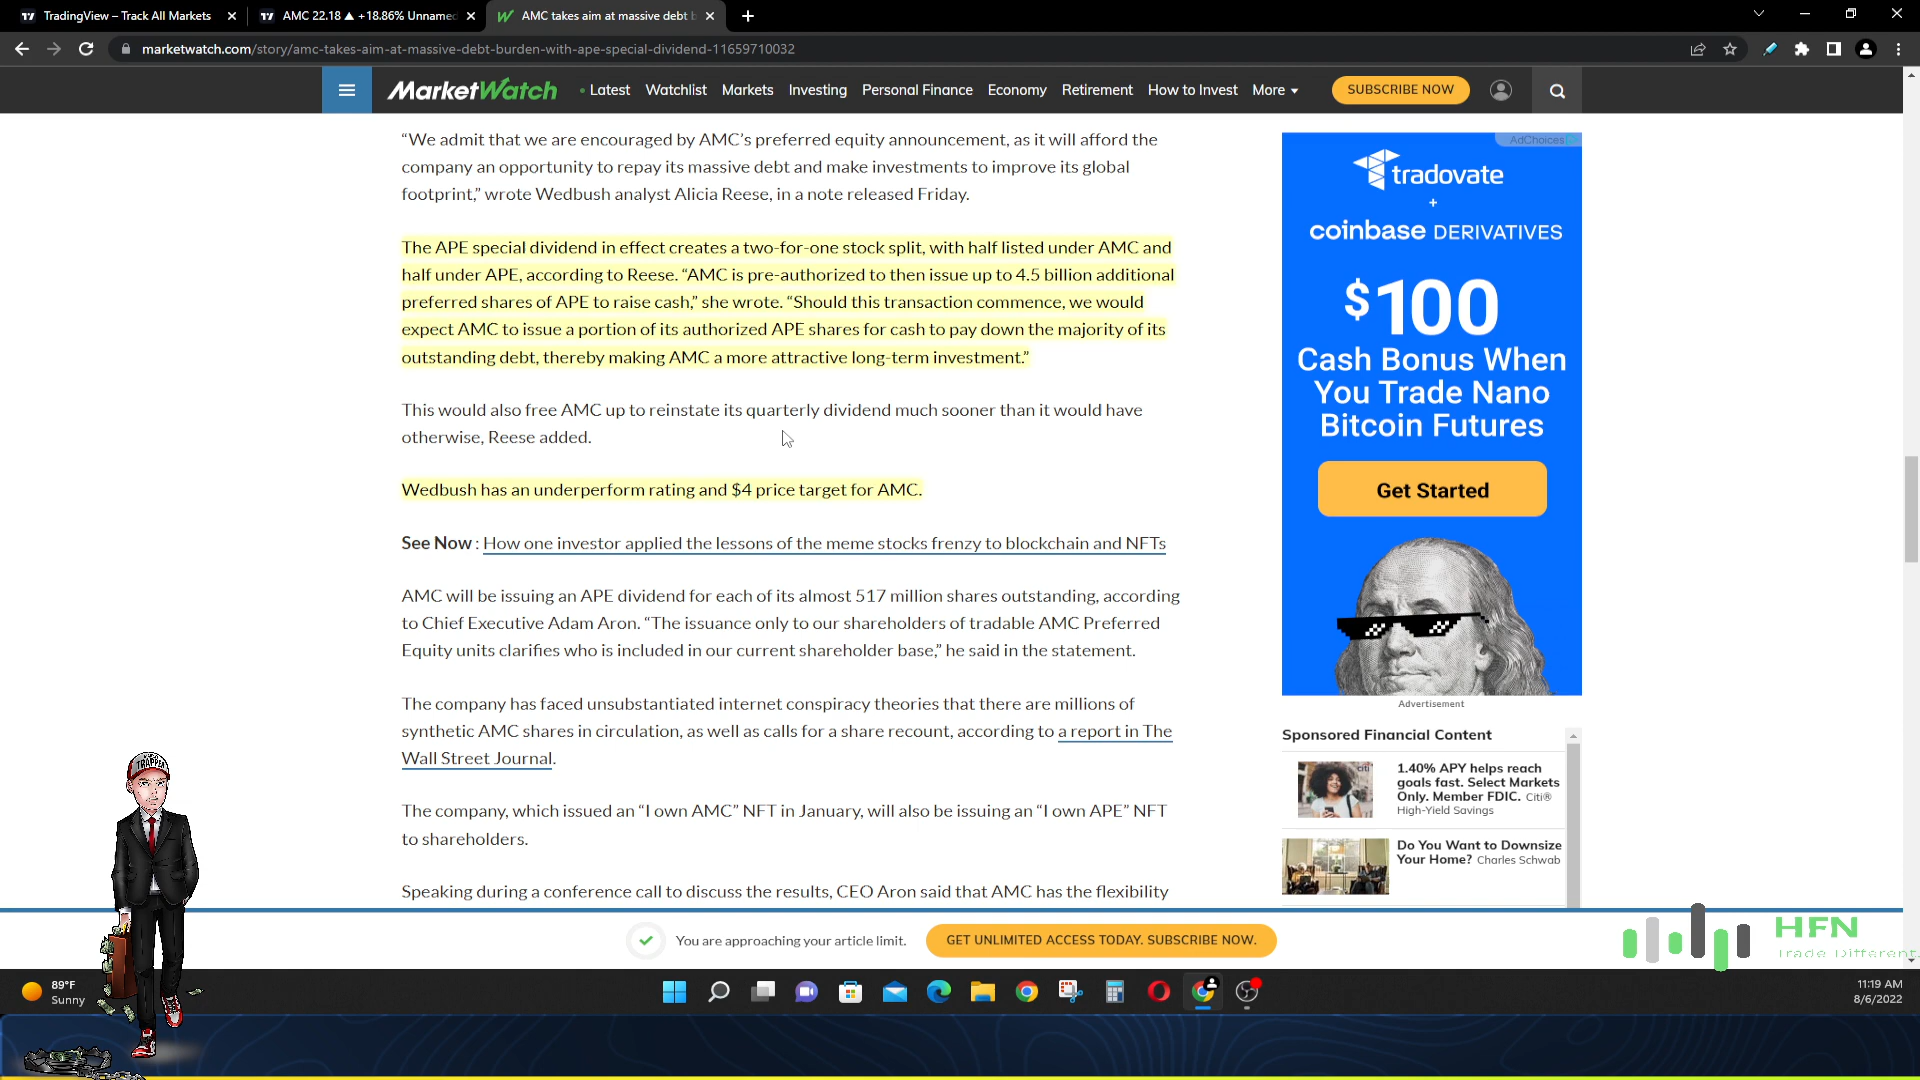 TradingView – Track All Markets
AMC 22.18 ▲ +18.86% Unnamed
AMC takes aim at massive debt b
marketwatch.com/story/amc-takes-aim-at-massive-debt-burden-with-ape-special-dividend-11659710032
MarketWatch
Latest Watchlist Markets Investing Personal Finance Economy Retirement How to Invest More
SUBSCRIBE NOW
“We admit that we are encouraged by AMC’s preferred equity announcement, as it will afford the
company an opportunity to repay its massive debt and make investments to improve its global
footprint,” wrote Wedbush analyst Alicia Reese, in a note released Friday.
The APE special dividend in effect creates a two-for-one stock split, with half listed under AMC and
half under APE, according to Reese. “AMC is pre-authorized to then issue up to 4.5 billion additional
preferred shares of APE to raise cash,” she wrote. “Should this transaction commence, we would
expect AMC to issue a portion of its authorized APE shares for cash to pay down the majority of its
outstanding debt, thereby making AMC a more attractive long-term investment.”
This would also free AMC up to reinstate its quarterly dividend much sooner than it would have
otherwise, Reese added.
Wedbush has an underperform rating and $4 price target for AMC.
See Now : How one investor applied the lessons of the meme stocks frenzy to blockchain and NFTs
AMC will be issuing an APE dividend for each of its almost 517 million shares outstanding, according
to Chief Executive Adam Aron. “The issuance only to our shareholders of tradable AMC Preferred
Equity units clarifies who is included in our current shareholder base,” he said in the statement.
The company has faced unsubstantiated internet conspiracy theories that there are millions of
synthetic AMC shares in circulation, as well as calls for a share recount, according to a report in The
Wall Street Journal.
The company, which issued an “I own AMC” NFT in January, will also be issuing an “I own APE” NFT
to shareholders.
Speaking during a conference call to discuss the results, CEO Aron said that AMC has the flexibility
AdChoices
tradovate
+
coinbase DERIVATIVES
$100
Cash Bonus When
You Trade Nano
Bitcoin Futures
Get Started
Advertisement
Sponsored Financial Content
citi
1.40% APY helps reach
goals fast. Select Markets
Only. Member FDIC. Citi®
High-Yield Savings
Do You Want to Downsize
Your Home? Charles Schwab
TRAPPER
You are approaching your article limit.
GET UNLIMITED ACCESS TODAY. SUBSCRIBE NOW.
HFN
Trade Different.
89°F
Sunny
11:19 AM
8/6/2022